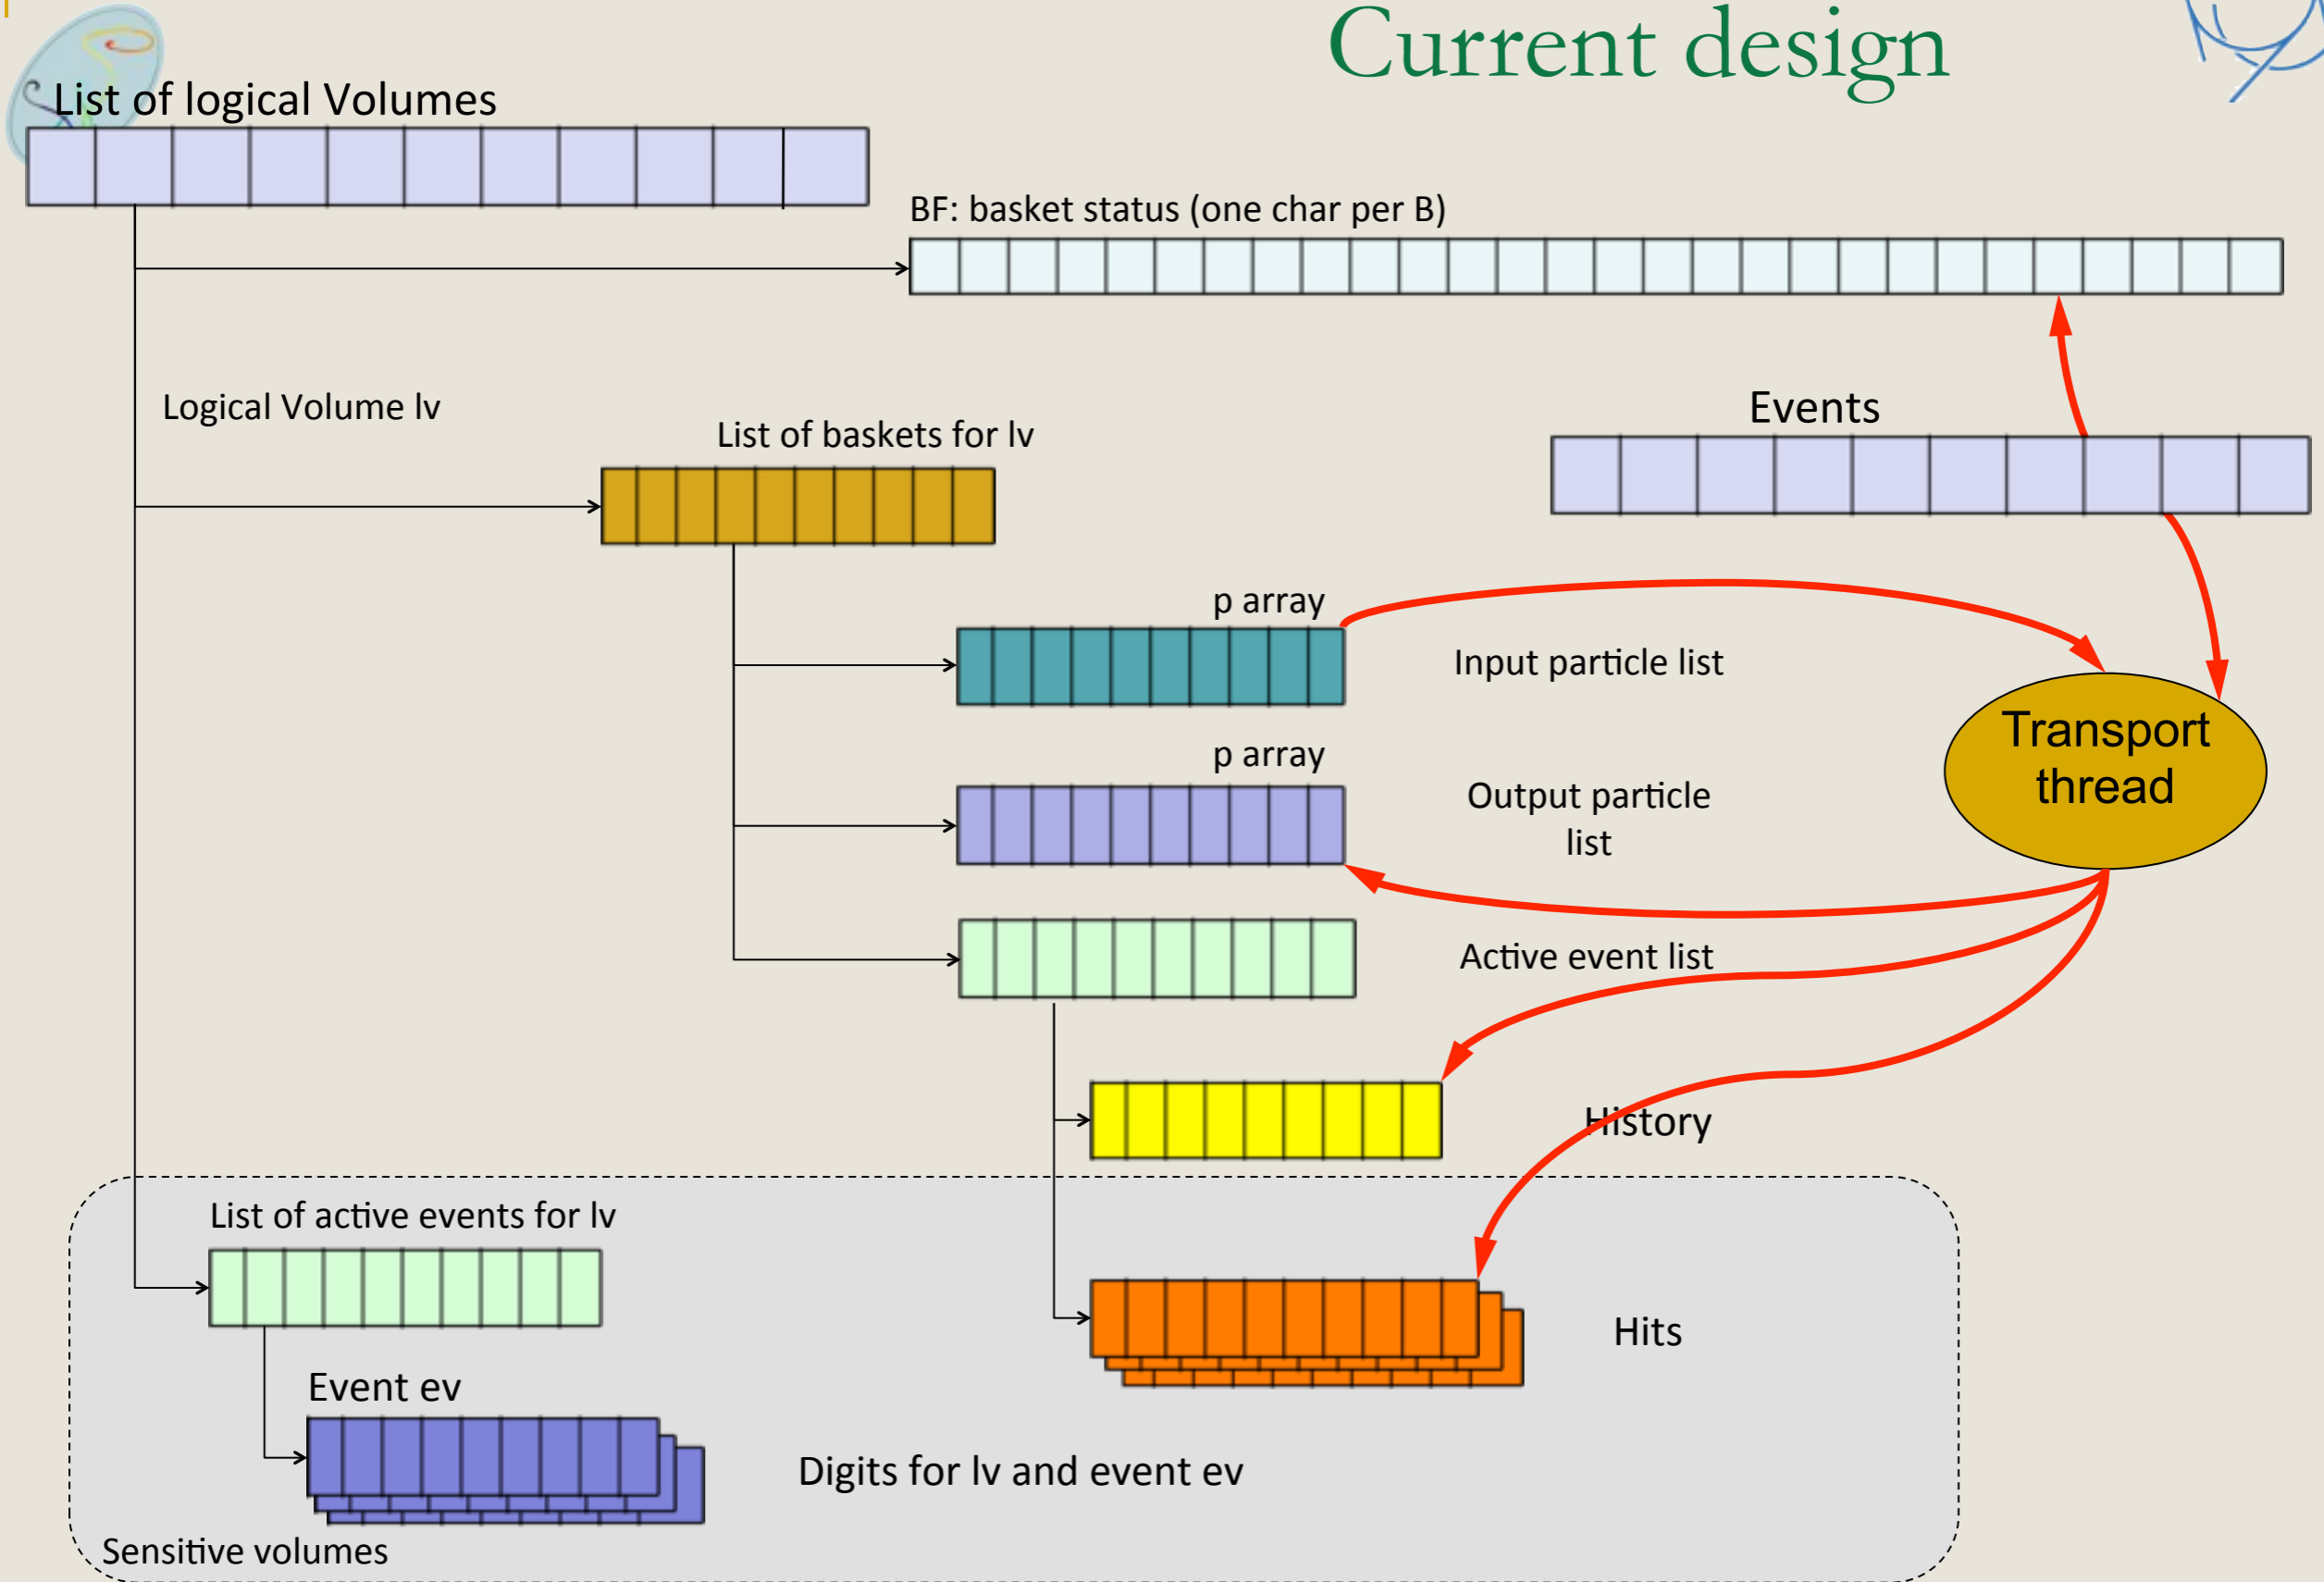 Current design
List of logical Volumes
BF: basket status (one char per B)
Logical Volume lv
List of baskets for lv
Events
p array
Input particle list
Transport
thread
p array
Output particle
list
Active event list
History
List of active events for lv
Hits
Event ev
Digits for lv and event ev
Sensitive volumes